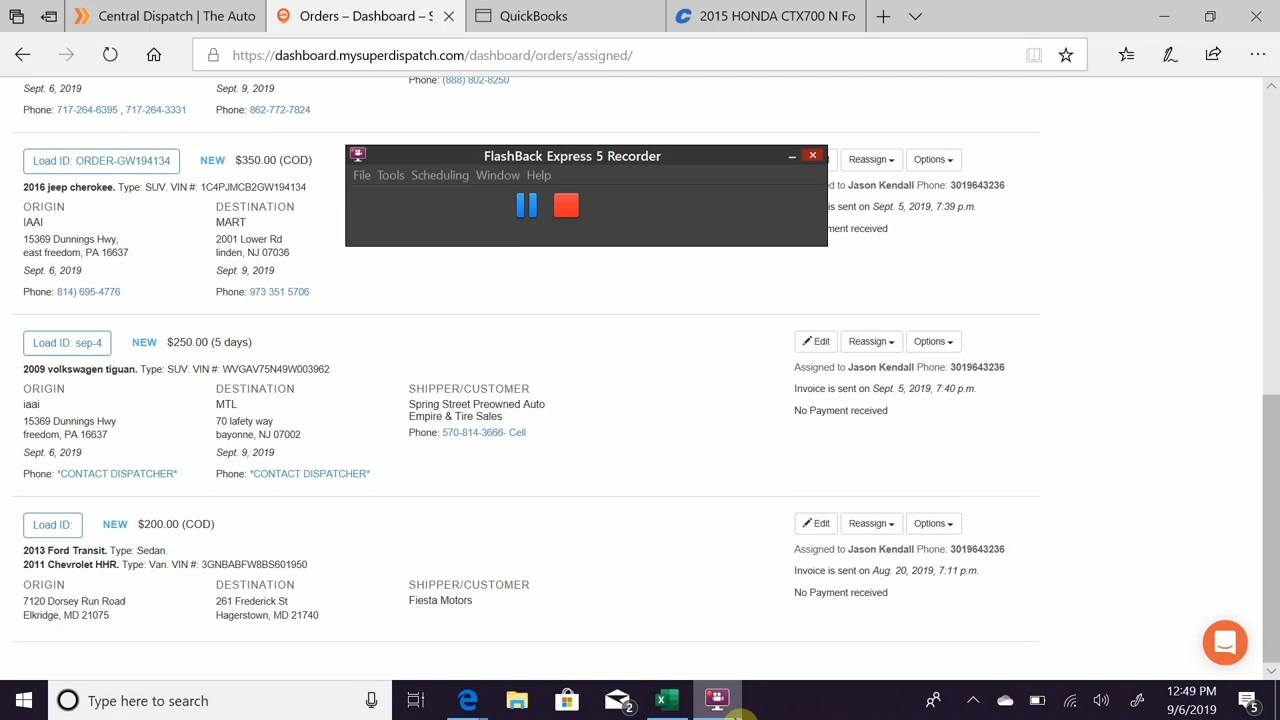 Central Dispatch | The Auto
Orders – Dashboard – S
QuickBooks
2015 HONDA CTX700 N Fo
https://dashboard.mysuperdispatch.com/dashboard/orders/assigned/
Sept. 6, 2019
Sept. 9, 2019
Phone: (888) 802-8250
Phone: 717-264-6395 , 717-264-3331
Phone: 862-772-7824
Load ID: ORDER-GW194134 NEW $350.00 (COD)
Reassign Options
2016 jeep cherokee. Type: SUV. VIN #: 1C4PJMCB2GW194134
d to Jason Kendall Phone: 3019643236
ORIGIN
DESTINATION
is sent on Sept. 5, 2019, 7:39 p.m.
IAAI
MART
ment received
15369 Dunnings Hwy,
east freedom, PA 16637
2001 Lower Rd
linden, NJ 07036
Sept. 6, 2019
Sept. 9, 2019
Phone: 814) 695-4776
Phone: 973 351 5706
FlashBack Express 5 Recorder
File Tools Scheduling Window Help
Load ID: sep-4 NEW $250.00 (5 days)
Edit Reassign Options
2009 volkswagen tiguan. Type: SUV. VIN #: WVGAV75N49W003962
Assigned to Jason Kendall Phone: 3019643236
ORIGIN
DESTINATION
SHIPPER/CUSTOMER
Invoice is sent on Sept. 5, 2019, 7:40 p.m.
iaai
MTL
Spring Street Preowned Auto
Empire & Tire Sales
No Payment received
15369 Dunnings Hwy
freedom, PA 16637
70 lafety way
bayonne, NJ 07002
Phone: 570-814-3666- Cell
Sept. 6, 2019
Sept. 9, 2019
Phone: *CONTACT DISPATCHER*
Phone: *CONTACT DISPATCHER*
Load ID: NEW $200.00 (COD)
Edit Reassign Options
2013 Ford Transit. Type: Sedan.
2011 Chevrolet HHR. Type: Van. VIN #: 3GNBABFW8BS601950
Assigned to Jason Kendall Phone: 3019643236
Invoice is sent on Aug. 20, 2019, 7:11 p.m.
ORIGIN
DESTINATION
SHIPPER/CUSTOMER
No Payment received
7120 Dorsey Run Road
Elkridge, MD 21075
261 Frederick St
Hagerstown, MD 21740
Fiesta Motors
Type here to search
2
12:49 PM
9/6/2019
5